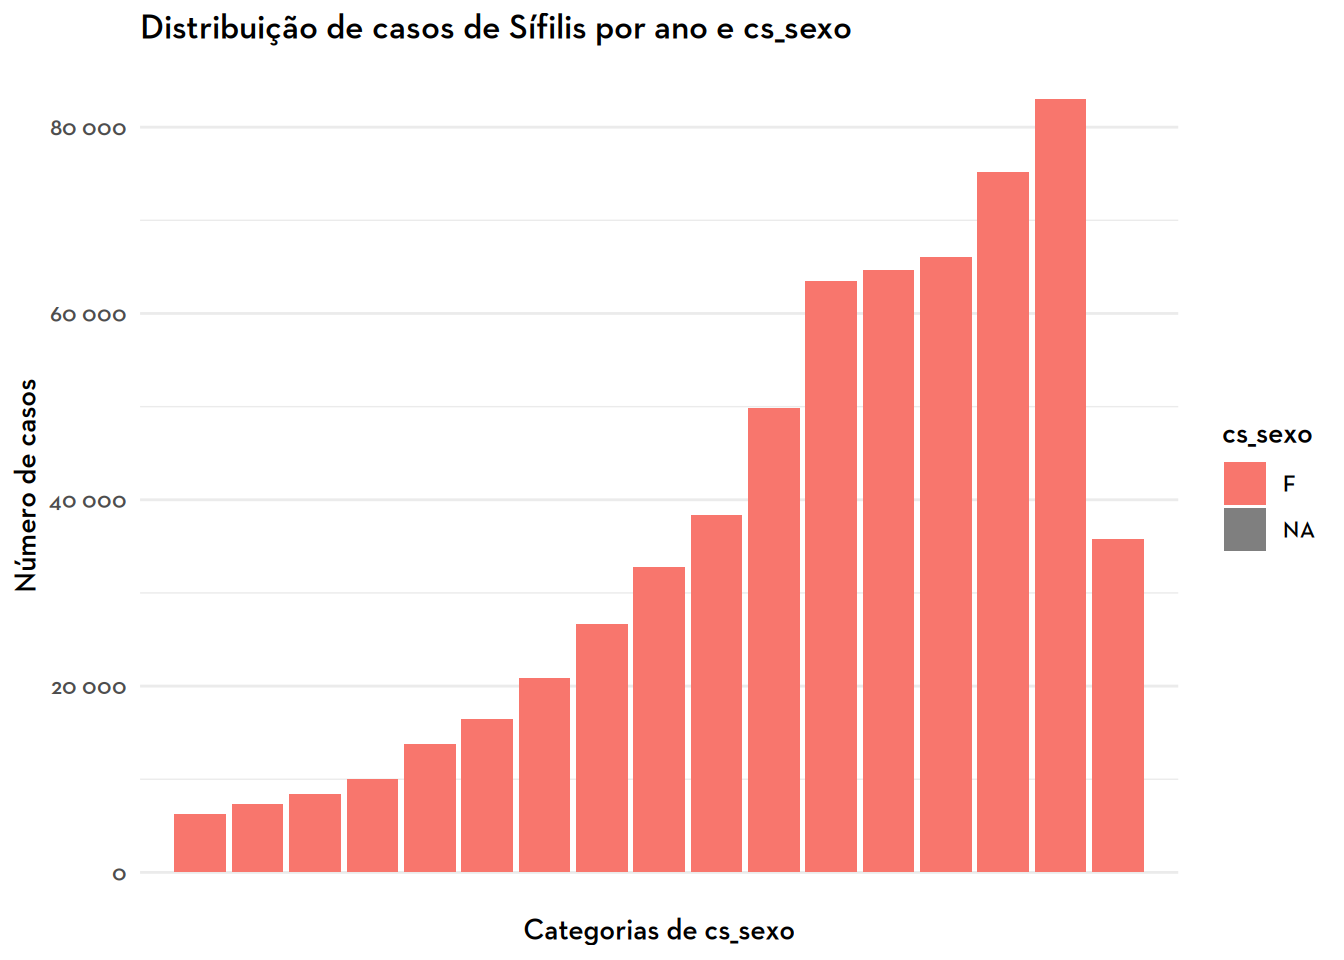 Distribuição de casos de Sífilis por ano e cs_sexo
80 000
60 000
40 000
20 000
0
Número de casos
Categorias de cs_sexo
cs_sexo
F
NA